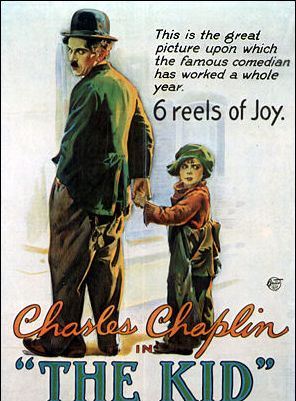 This is the great
picture upon which
the famous comedian
has worked a whole
year.
6 reels of Joy.
Charles Chaplin
IN
"THE KID"